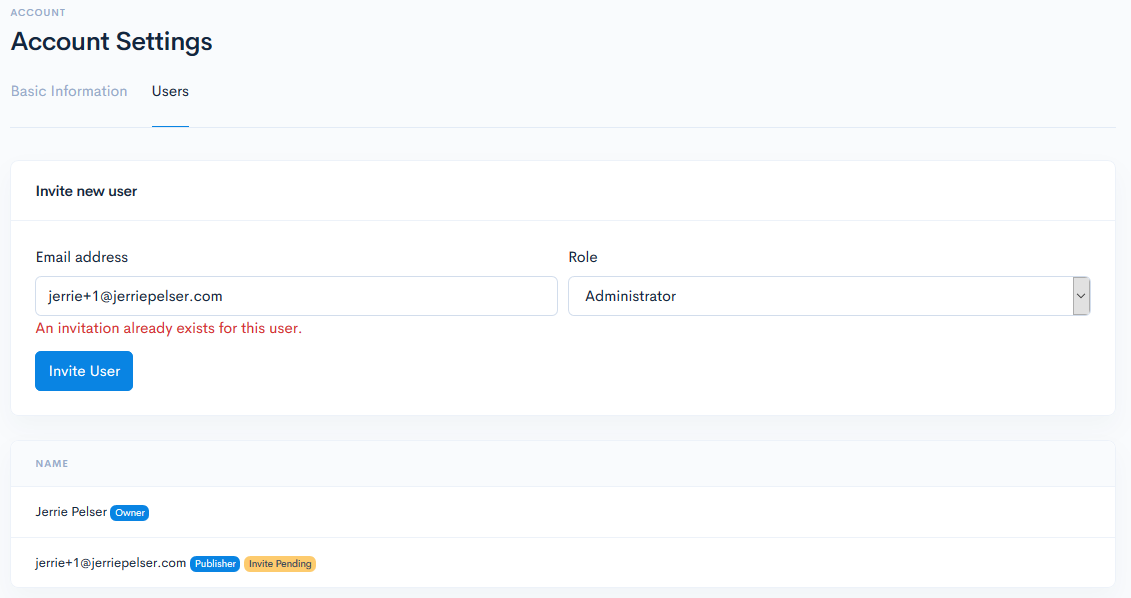 ACCOUNT
Account Settings
Basic Information Users
Invite new user
Email address Role
jerrie+1@jerriepelser.com Administrator
An invitation already exists for this user.
Invite User
NAME
Jerrie Pelser Owner
jerrie+1@jerriepelser.com Publisher Invite Pending